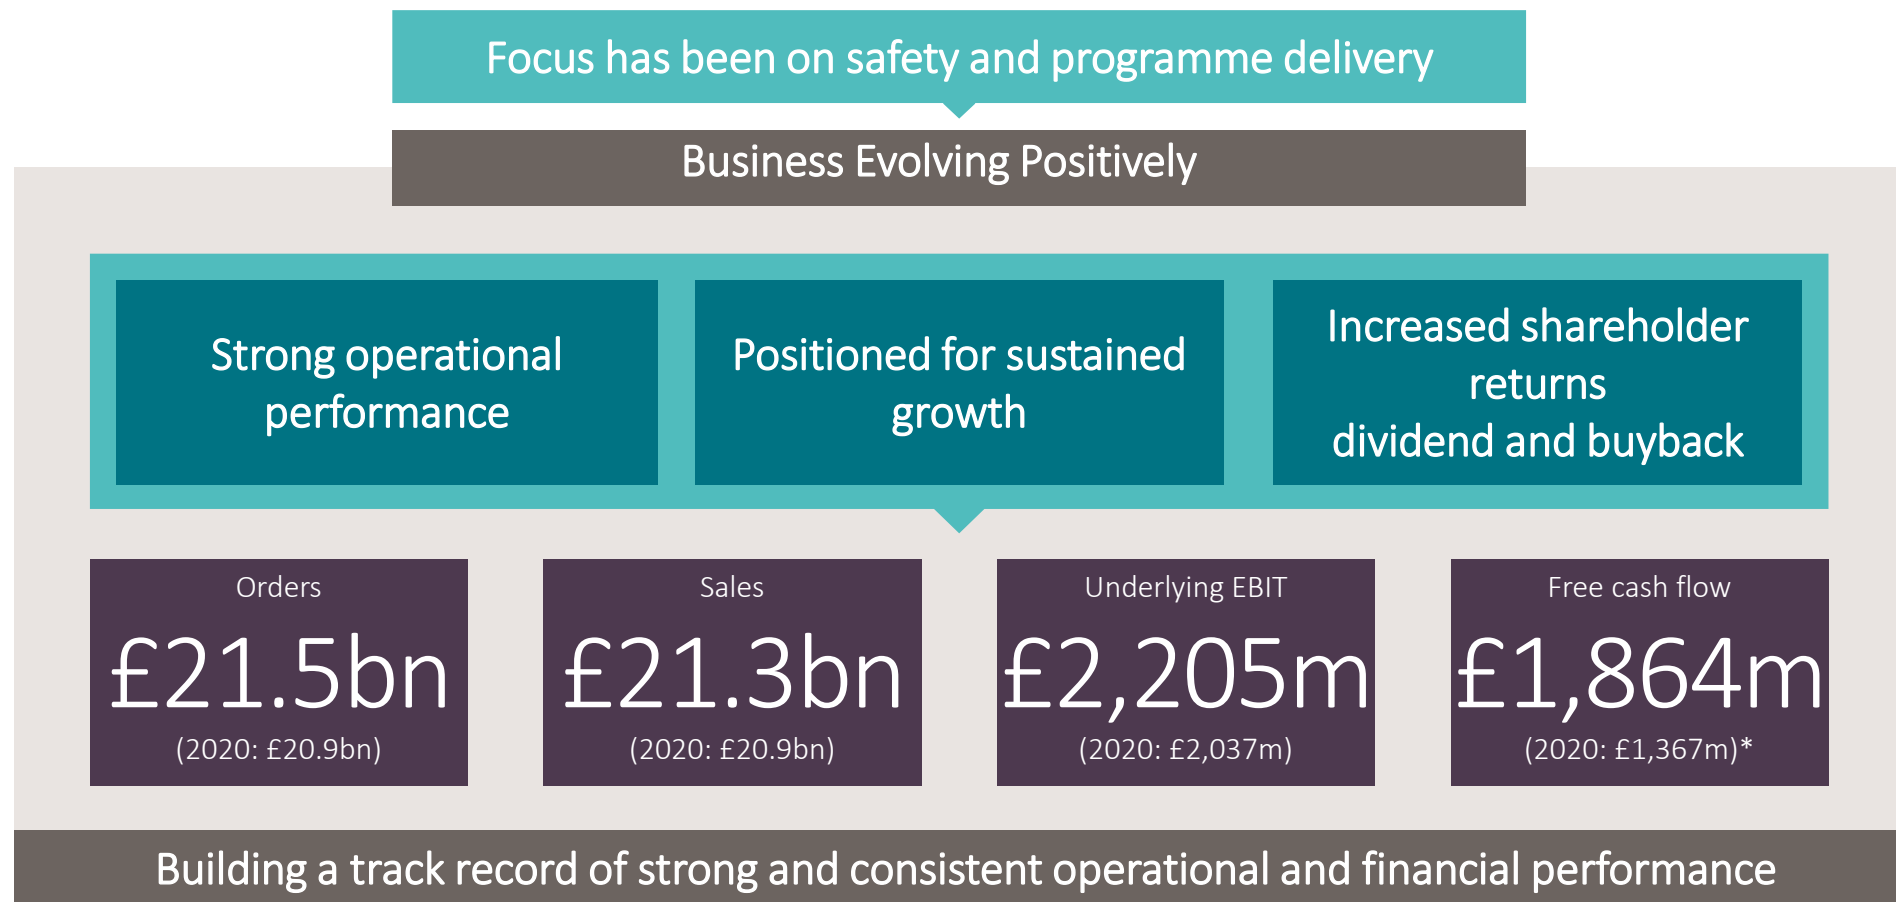 Focus has been on safety and programme delivery
Business Evolving Positively
Strong operational
performance
Positioned for sustained
growth
Increased shareholder
returns
dividend and buyback
Orders
£21.5bn
(2020: £20.9bn)
Sales
£21.3bn
(2020: £20.9bn)
Underlying EBIT
£2,205m
(2020: £2,037m)
Free cash flow
£1,864m
(2020: £1,367m)*
Building a track record of strong and consistent operational and financial performance